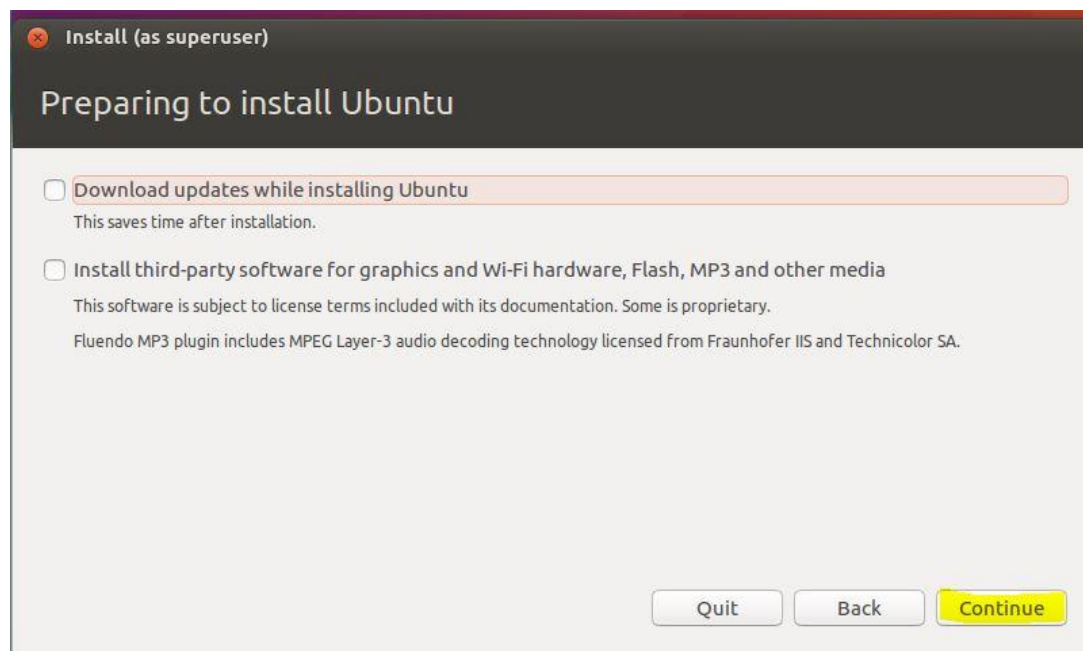 Install (as superuser)
Preparing to install Ubuntu
Download updates while installing Ubuntu
This saves time after installation.
Install third-party software for graphics and Wi-Fi hardware, Flash, MP3 and other media
This software is subject to license terms included with its documentation. Some is proprietary.
Fluendo MP3 plugin includes MPEG Layer-3 audio decoding technology licensed from Fraunhofer IIS and Technicolor SA.
Quit Back Continue